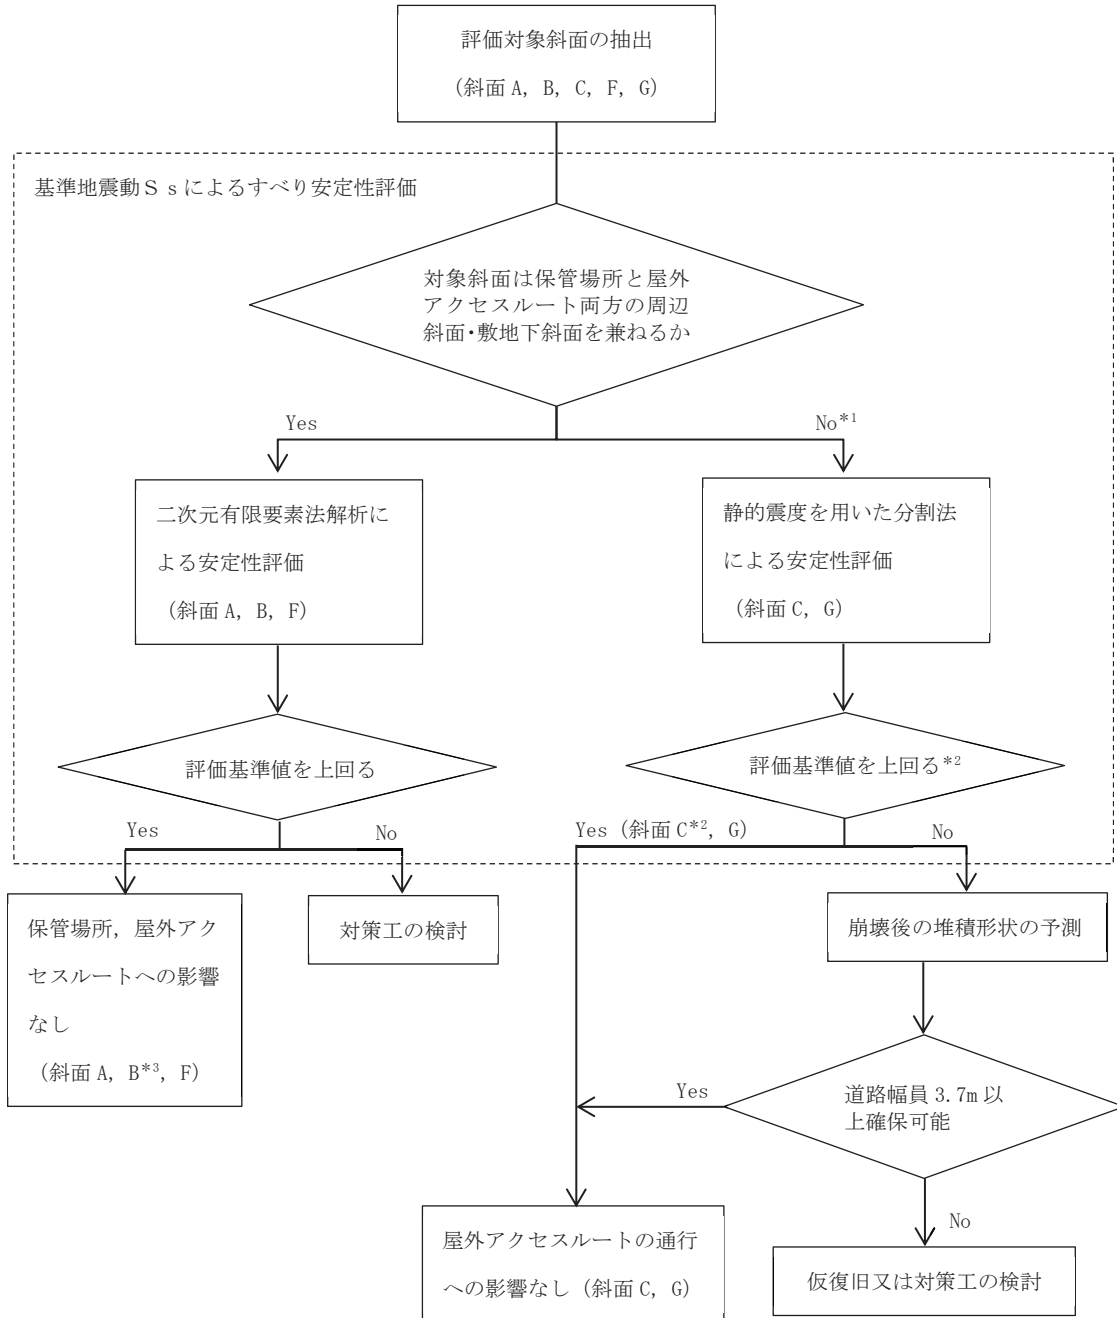 評価対象斜面の抽出
(斜面 A, B, C, F, G)
基準地震動Ｓｓによるすべり安定性評価
対象斜面は保管場所と屋外
アクセスルート両方の周辺
斜面・敷地下斜面を兼ねるか
Yes
No*1
二次元有限要素法解析に
よる安定性評価
(斜面 A, B, F)
静的震度を用いた分割法
による安定性評価
(斜面 C, G)
評価基準値を上回る
評価基準値を上回る*2
Yes
No
Yes (斜面 C*2, G)
No
保管場所，屋外アク
セスルートへの影響
なし
(斜面 A, B*3, F)
対策工の検討
崩壊後の堆積形状の予測
Yes
道路幅員 3.7m 以
上確保可能
No
屋外アクセスルートの通行
への影響なし (斜面 C, G)
仮復旧又は対策工の検討